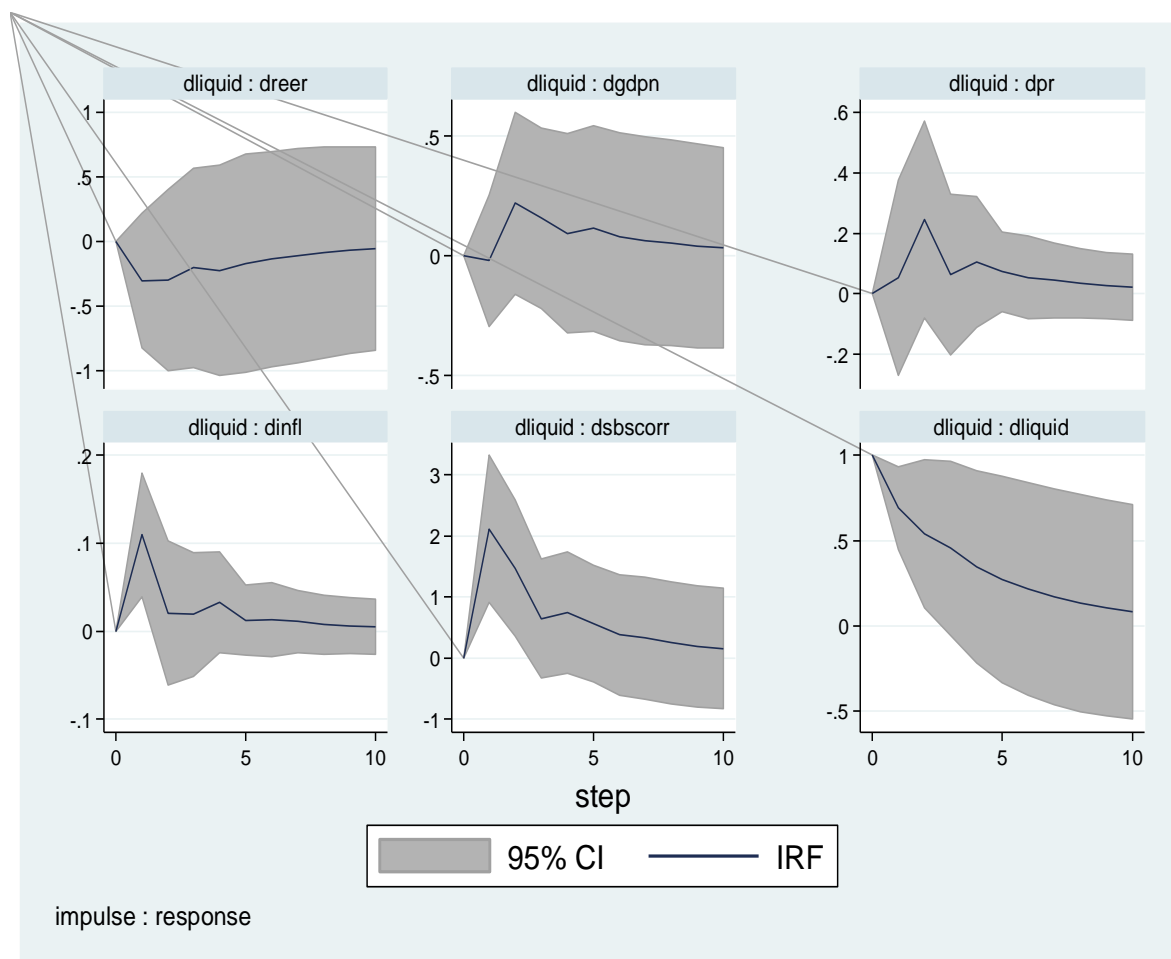 dliquid : dreer
dliquid : dgdpn
dliquid : dpr
1
.5
0
-.5
-1
.5
0
-.5
.6
.4
.2
0
-.2
dliquid : dinfl
dliquid : dsbscorr
dliquid : dliquid
.2
.1
0
-.1
3
2
1
0
-1
1
.5
0
-.5
0 5 10
0 5 10
0 5 10
step
95% CI IRF
impulse : response